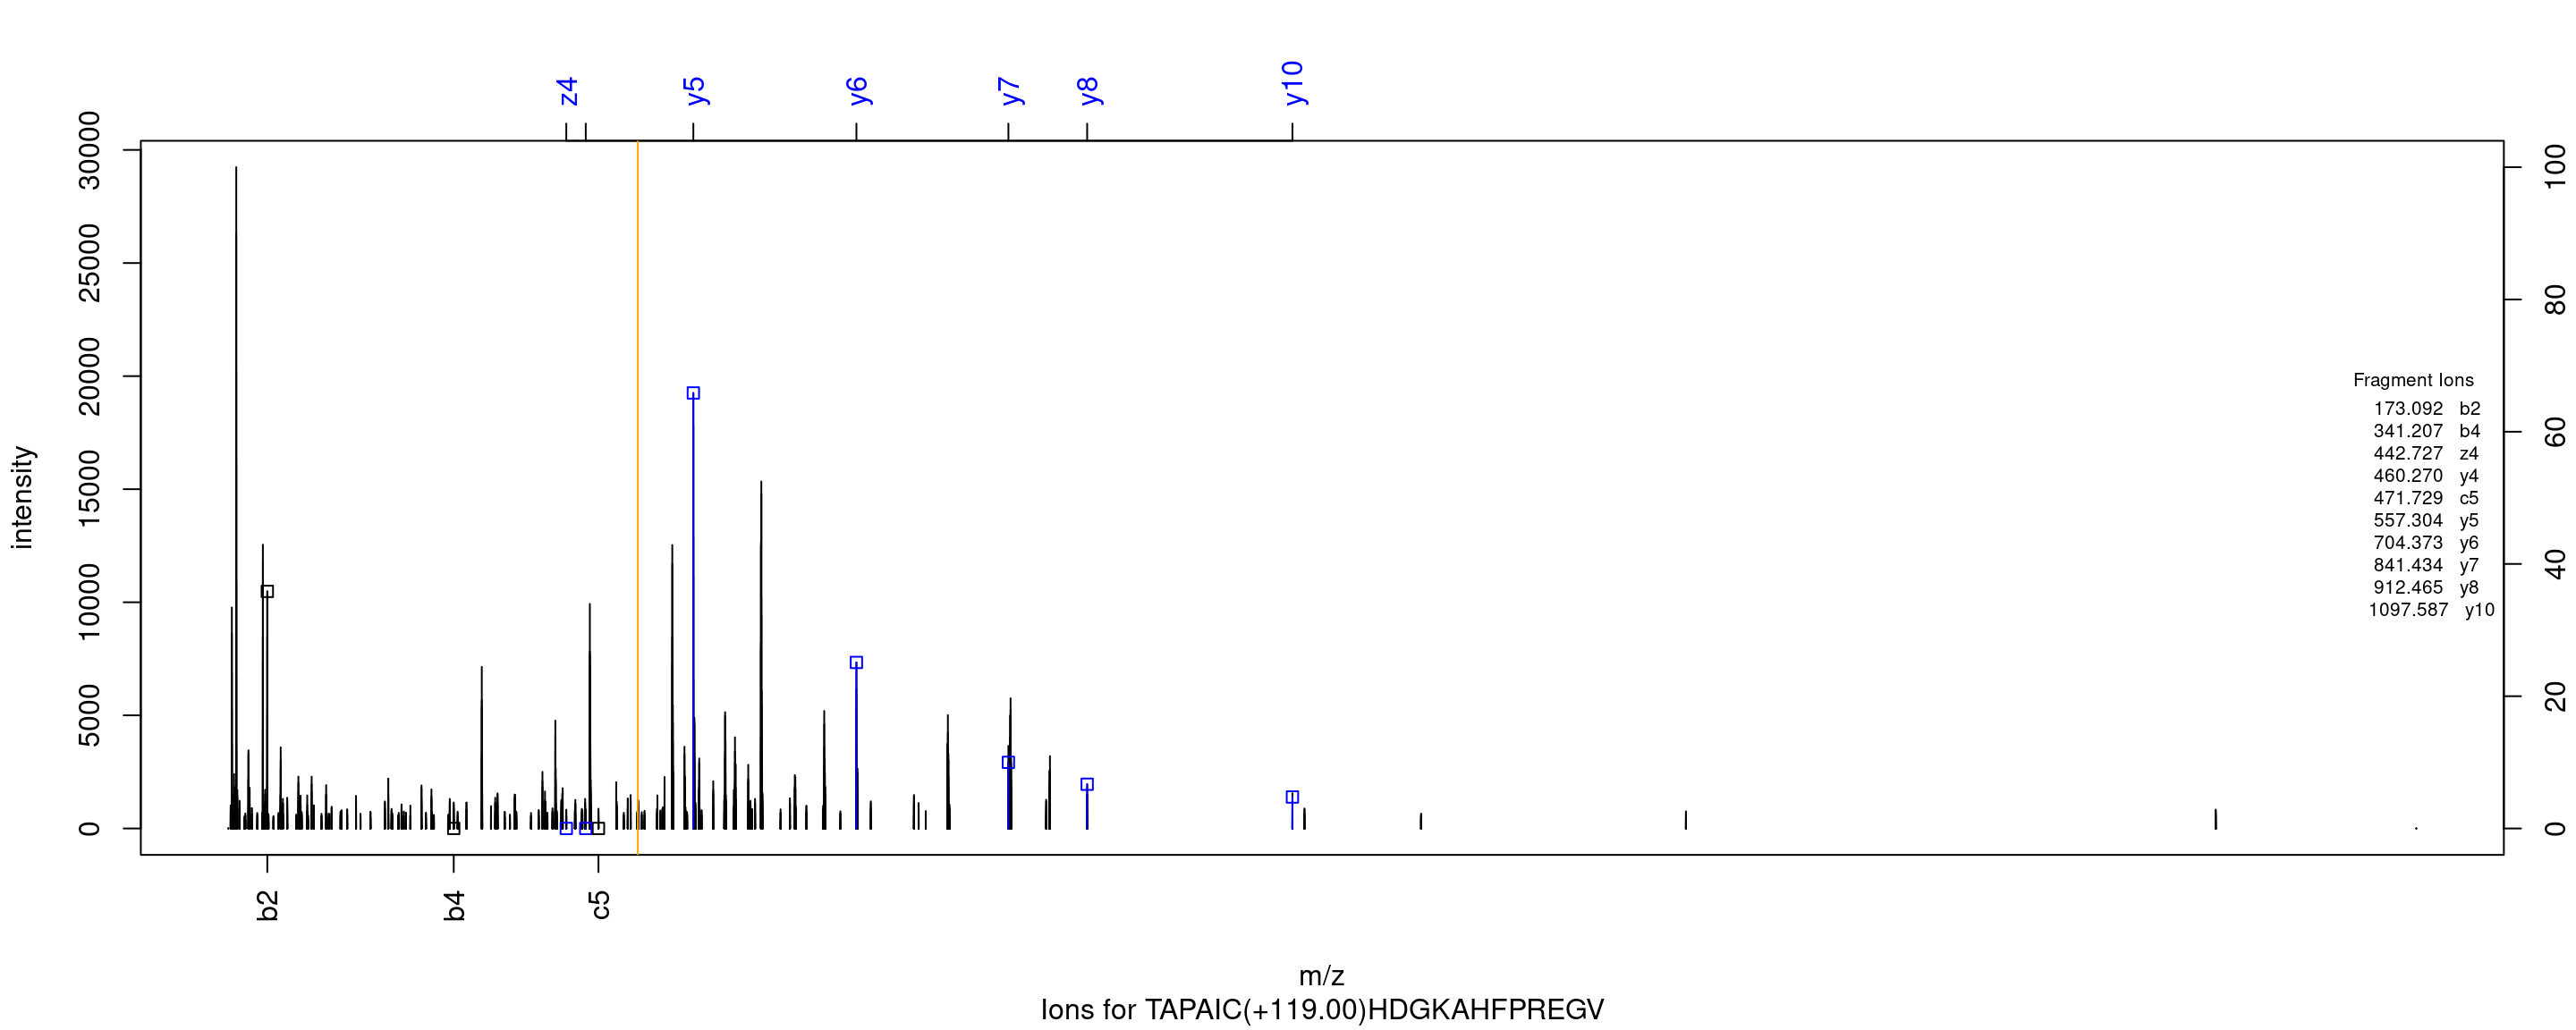 z4 y5 y6 y7 y8 y10
30000
25000
20000
15000
10000
5000
0
intensity
100
80
60
40
20
0
Fragment Ions
173.092 b2
341.207 b4
442.727 z4
460.270 y4
471.729 c5
557.304 y5
704.373 y6
841.434 y7
912.465 y8
1097.587 y10
b2 b4 c5
m/z
Ions for TAPAIC(+119.00)HDGKAHFPREGV